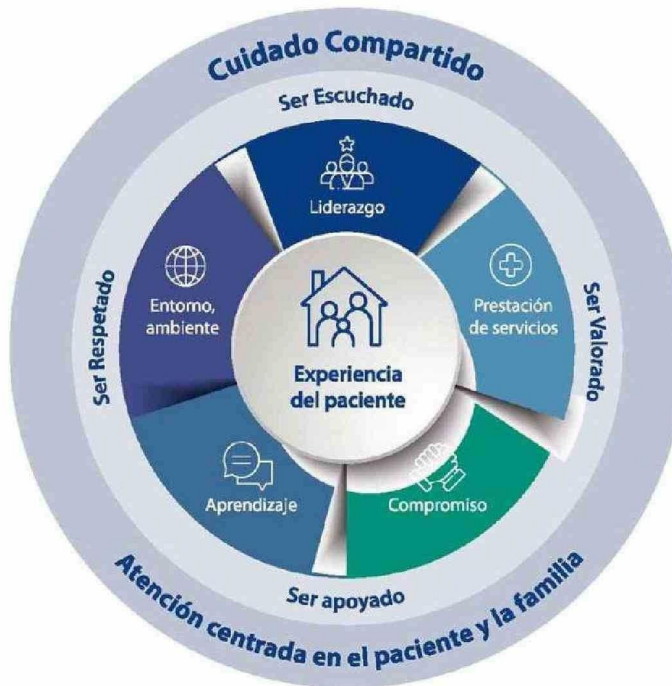 Cuidado Compartido
Ser Escuchado
Liderazgo
Entorno,
ambiente
Prestación
de servicios
Ser Respetado
Ser Valorado
Experiencia
del paciente
Aprendizaje
Compromiso
Ser apoyado
Atención centrada en el paciente y la familia